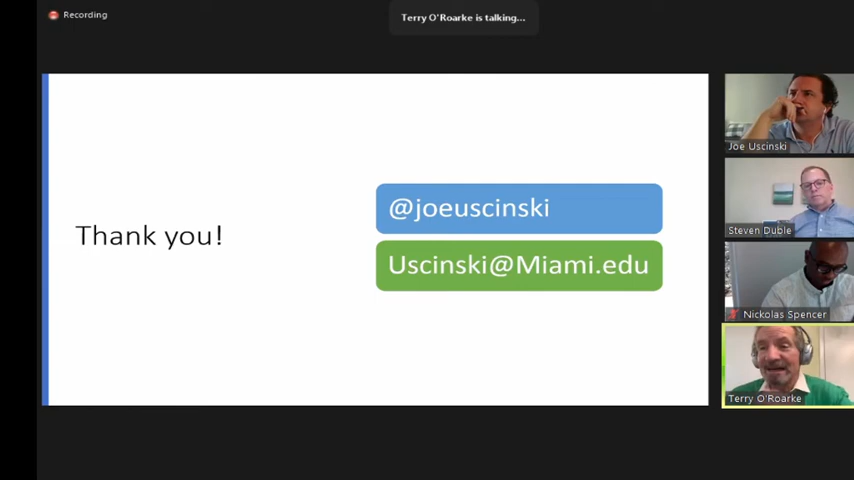 Recording
Terry O'Roarke is talking...
Thank you!
@joeuscinski
Uscinski@Miami.edu
Joe Uscinski
Steven Duble
Nickolas Spencer
Terry O'Roarke